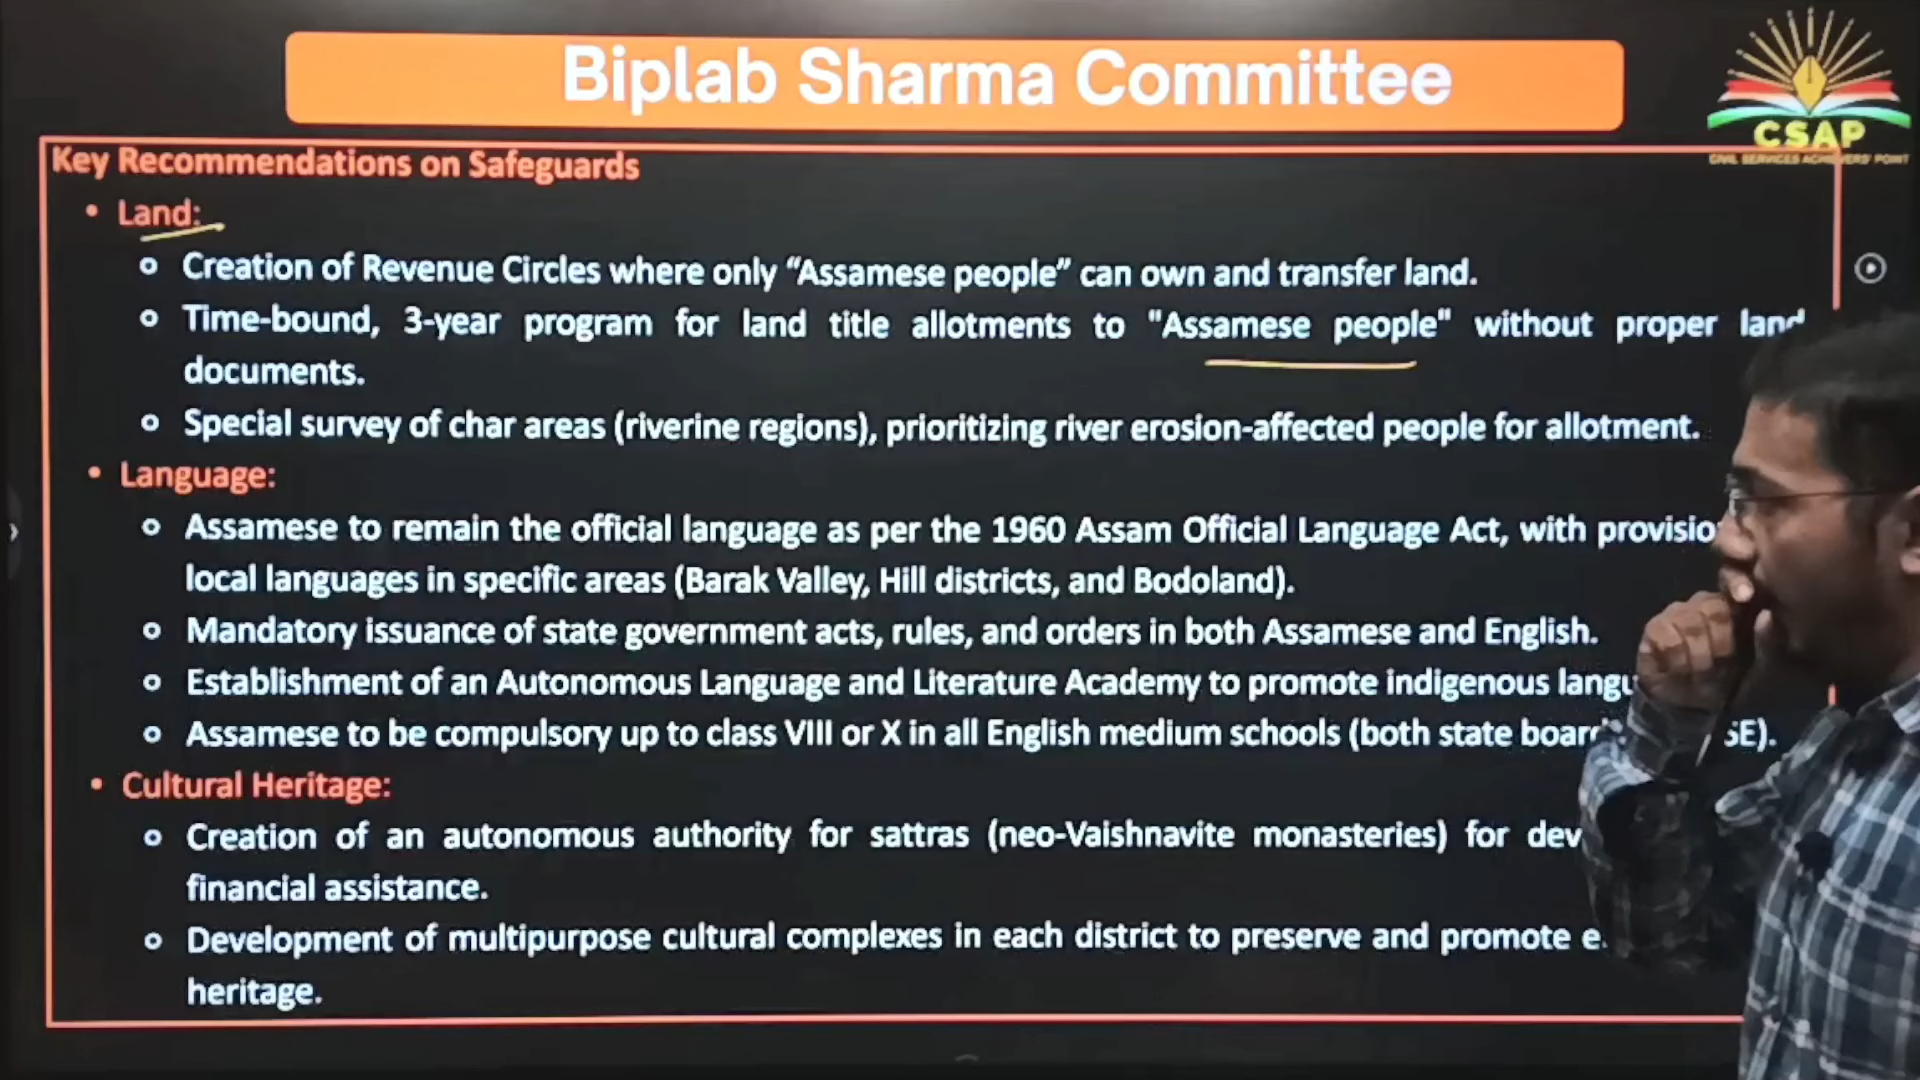 Biplab Sharma Committee
CSAP
CIVIL SERVICES ACHIEVERS' POINT
Key Recommendations on Safeguards
• Land:
Creation of Revenue Circles where only “Assamese people” can own and transfer land.
Time-bound, 3-year program for land title allotments to "Assamese people" without proper land
documents.
Special survey of char areas (riverine regions), prioritizing river erosion-affected people for allotment.
• Language:
Assamese to remain the official language as per the 1960 Assam Official Language Act, with
local languages in specific areas (Barak Valley, Hill districts, and Bodoland).
Mandatory issuance of state government acts, rules, and orders in both Assamese and English.
Establishment of an Autonomous Language and Literature Academy to promote indigenous
Assamese to be compulsory up to class VIII or X in all English medium schools (both state
• Cultural Heritage:
Creation of an autonomous authority for sattras (neo-Vaishnavite monasteries) for
financial assistance.
Development of multipurpose cultural complexes in each district to preserve and promote
heritage.